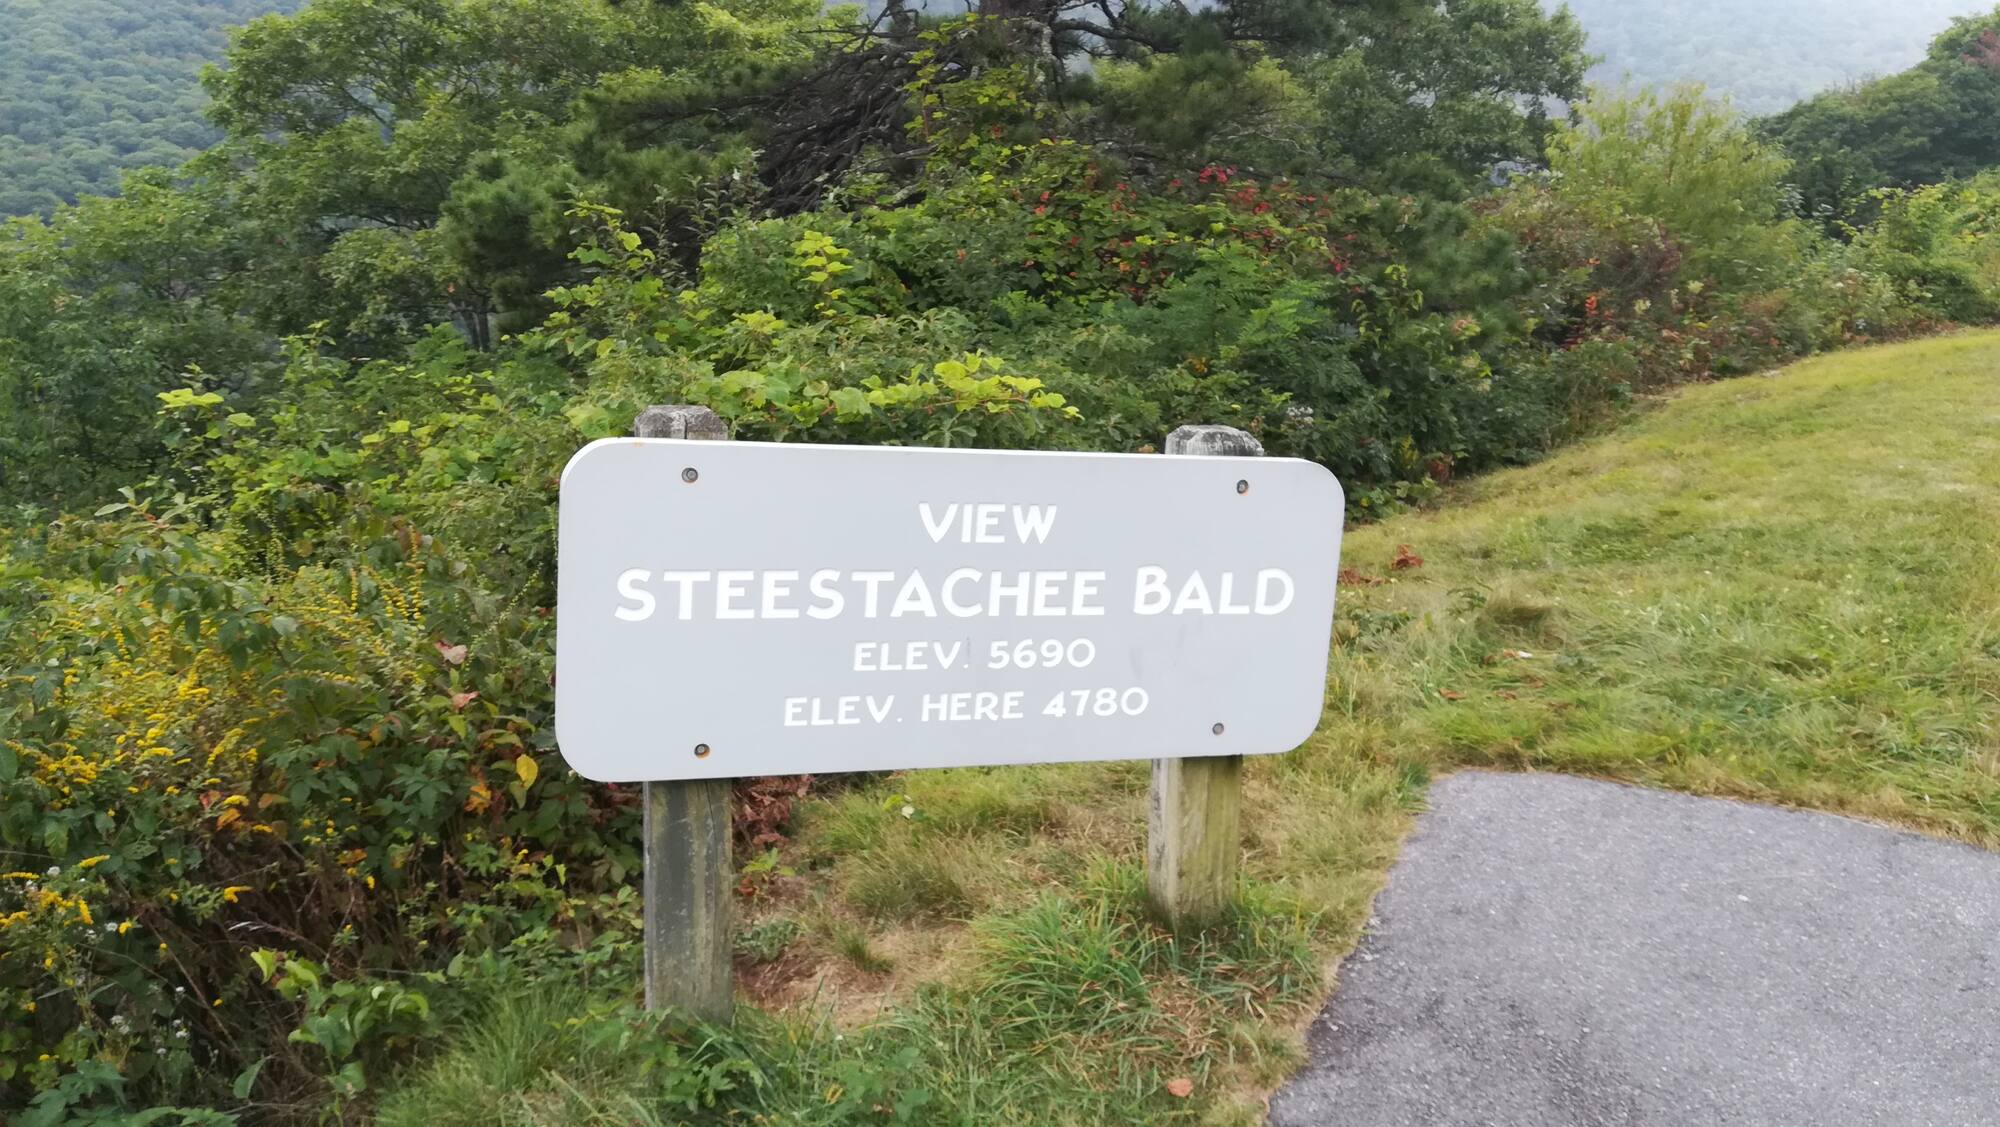 VIEW
STEESTACHEE BALD
ELEV. 5690
ELEV. HERE 4780